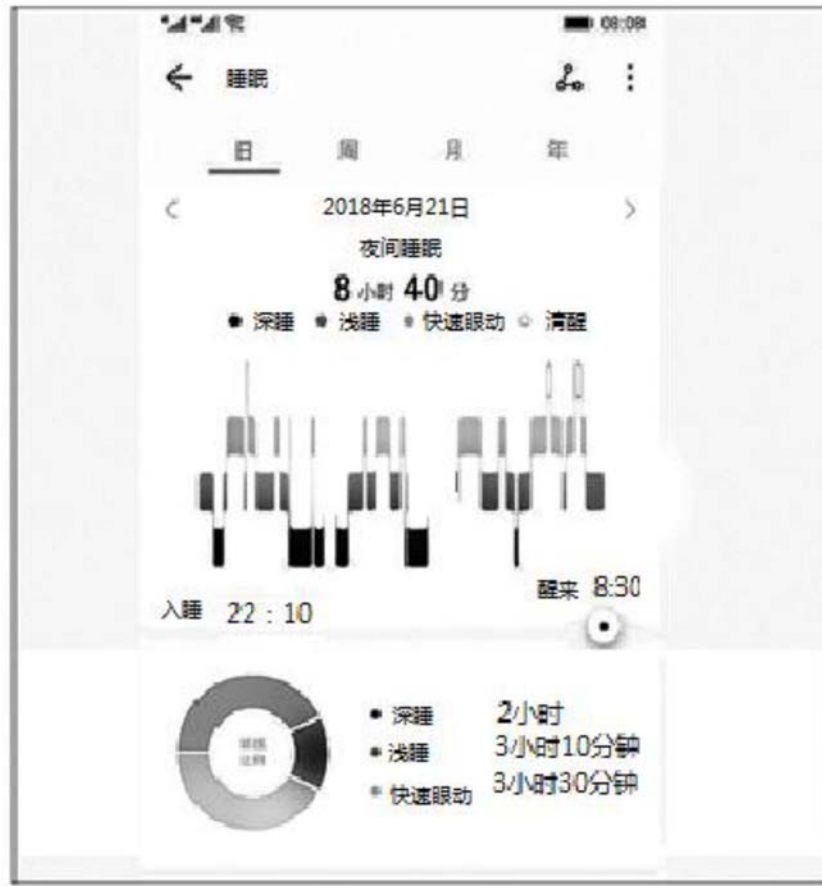 08:08
睡眠
日 周 月 年
2018年6月21日
夜间睡眠
8 小时 40 分
深睡 浅睡 快速眼动 清醒
醒来 8:30
入睡 22 : 10
深睡 2小时
浅睡 3小时10分钟
快速眼动 3小时30分钟